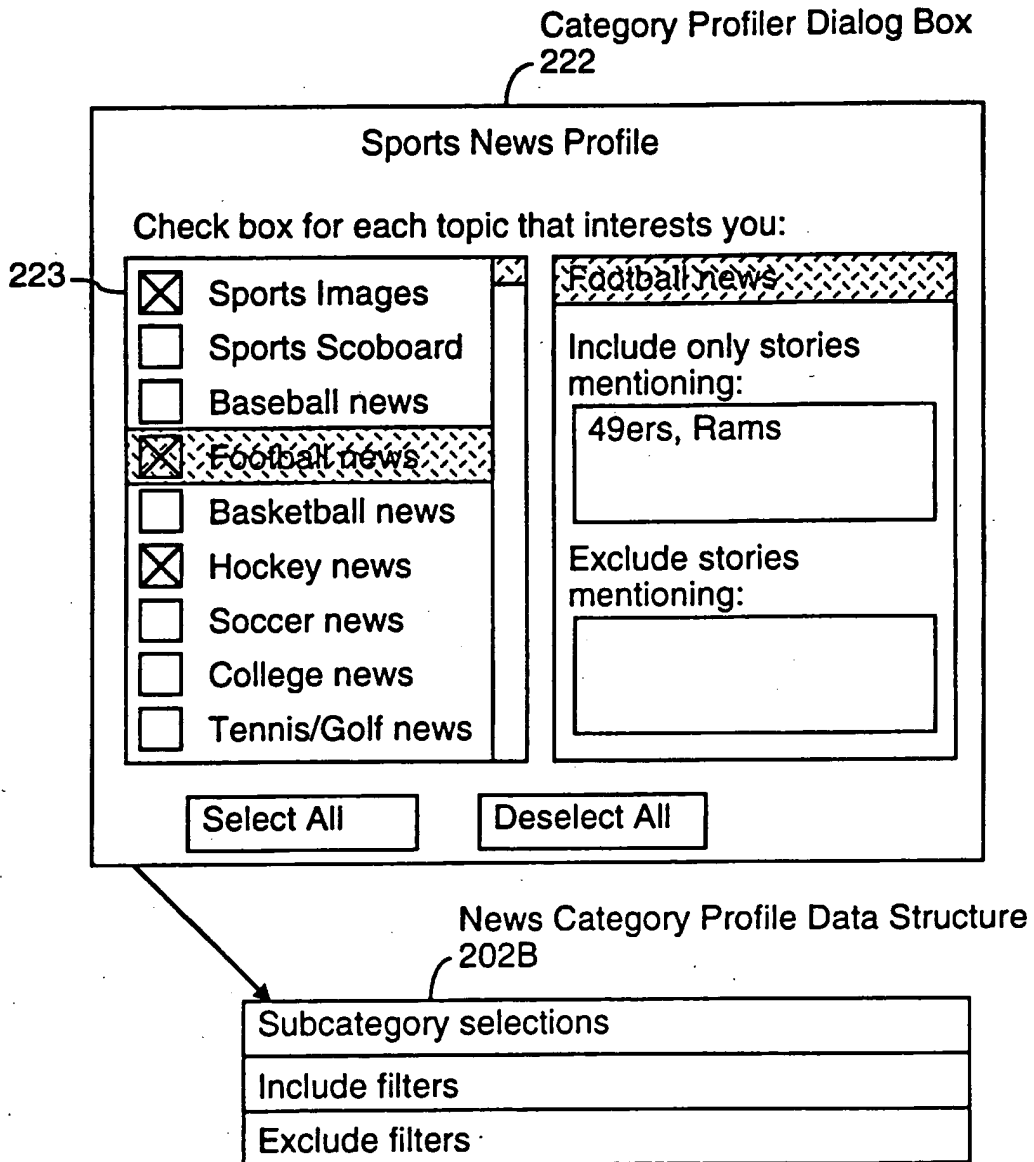 Category Profiler Dialog Box
222
Sports News Profile
Check box for each topic that interests you:
223
Sports Images
Sports Scoboard
Baseball news
Football news
Basketball news
Hockey news
Soccer news
College news
Tennis/Golf news
Football news
Include only stories
mentioning:
49ers, Rams
Exclude stories
mentioning:
Select All
Deselect All
News Category Profile Data Structure
202B
Subcategory selections
Include filters
Exclude filters